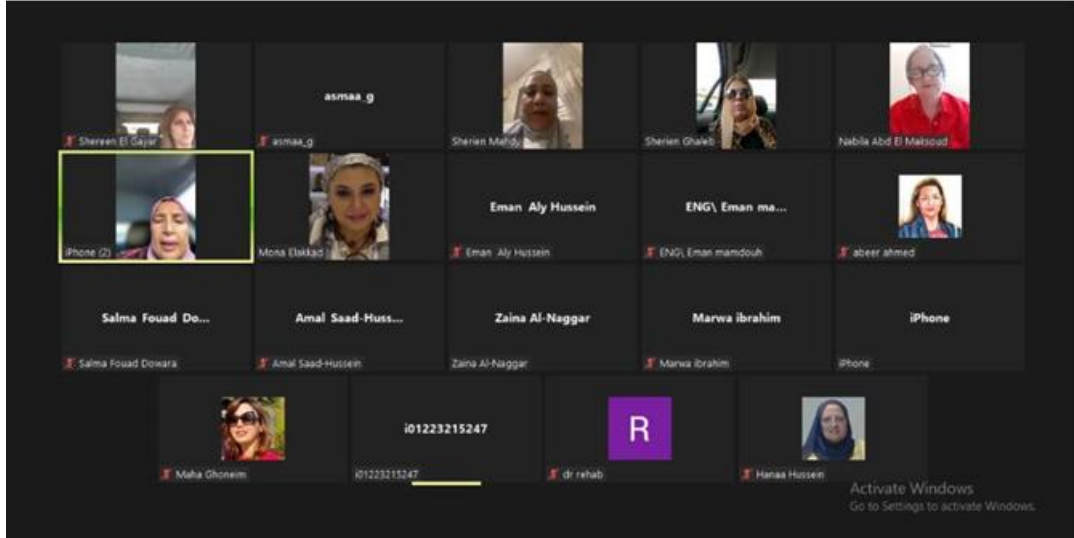 Shereen El Gayar
asmaa_g
asmaa_g
Sherien Mahdy
Sherien Ghaleb
Nabila Abd El Maksoud
iPhone (2)
Mona Elakkad
Eman Aly Hussein
Eman Aly Hussein
ENG\ Eman ma...
ENG\ Eman mamdouh
abeer ahmed
Salma Fouad Do...
Salma Fouad Dowara
Amal Saad-Huss...
Amal Saad-Hussein
Zaina Al-Naggar
Zaina Al-Naggar
Marwa ibrahim
Marwa ibrahim
iPhone
iPhone
Maha Ghoneim
i01223215247
i01223215247
R
dr rehab
Hanaa Hussein
Activate Windows
Go to Settings to activate Windows.